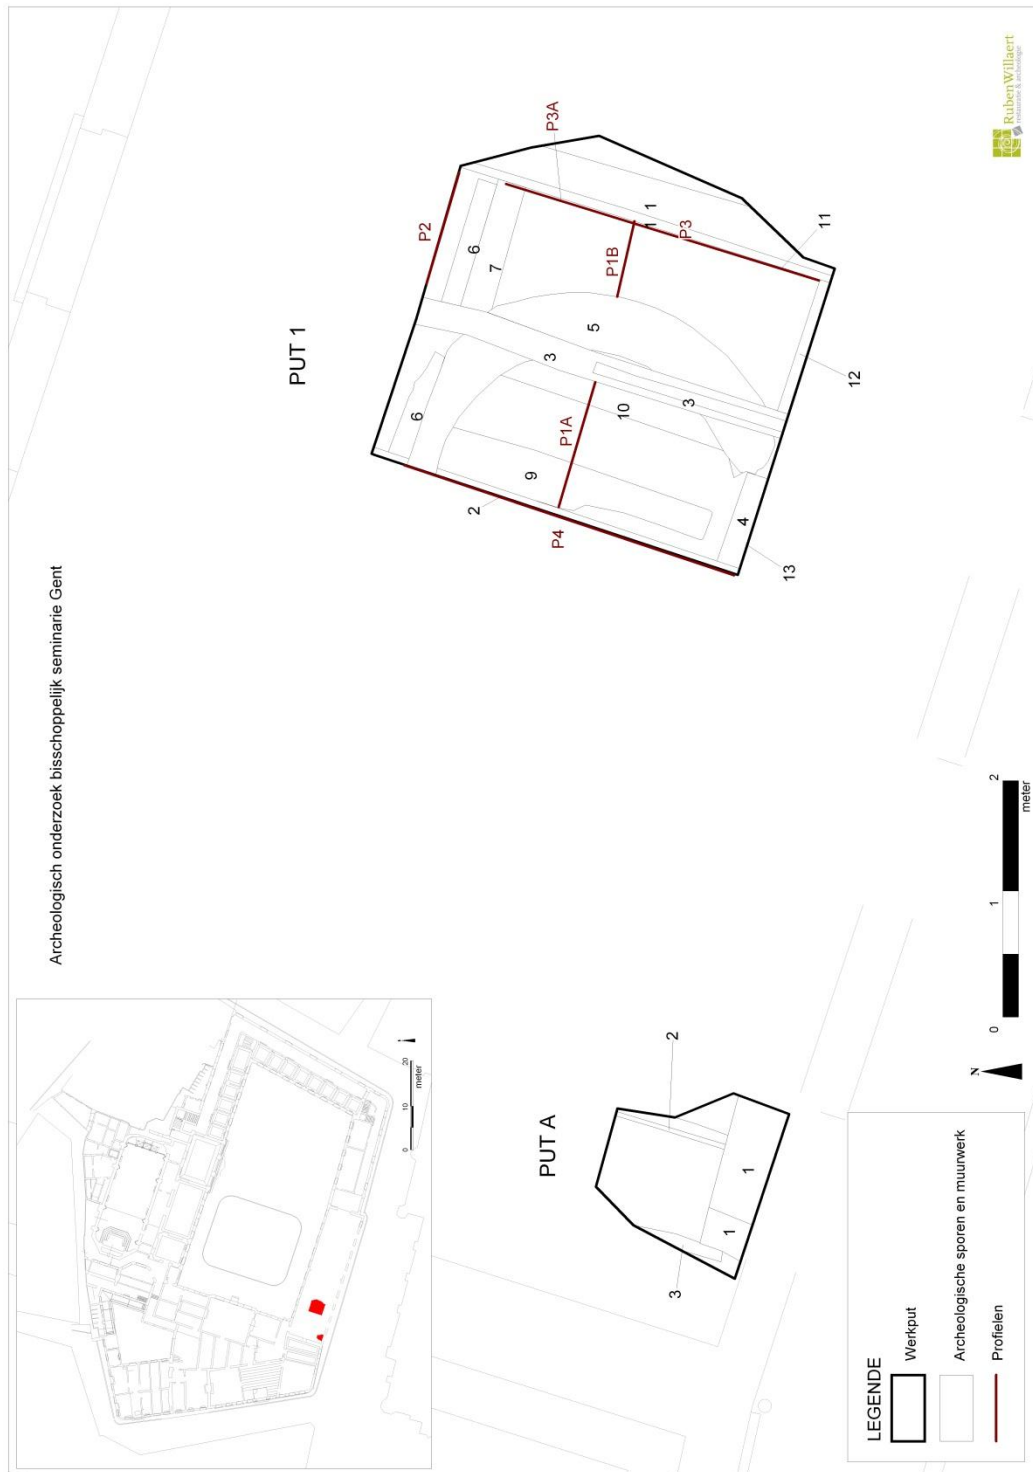 Archeologisch onderzoek bisschoppelijk seminarie Gent
0 10 20
meter
PUT 1
P2
P3A
6
7
1
1
P3
P1B
5
3
6
P1A
10
3
9
2
P4
4
11
12
13
PUT A
2
1
1
3
LEGENDE
Werkput
Archeologische sporen en muurwerk
Profielen
N
0 1 2
meter
RubenWillaert
restauratie & archeologie